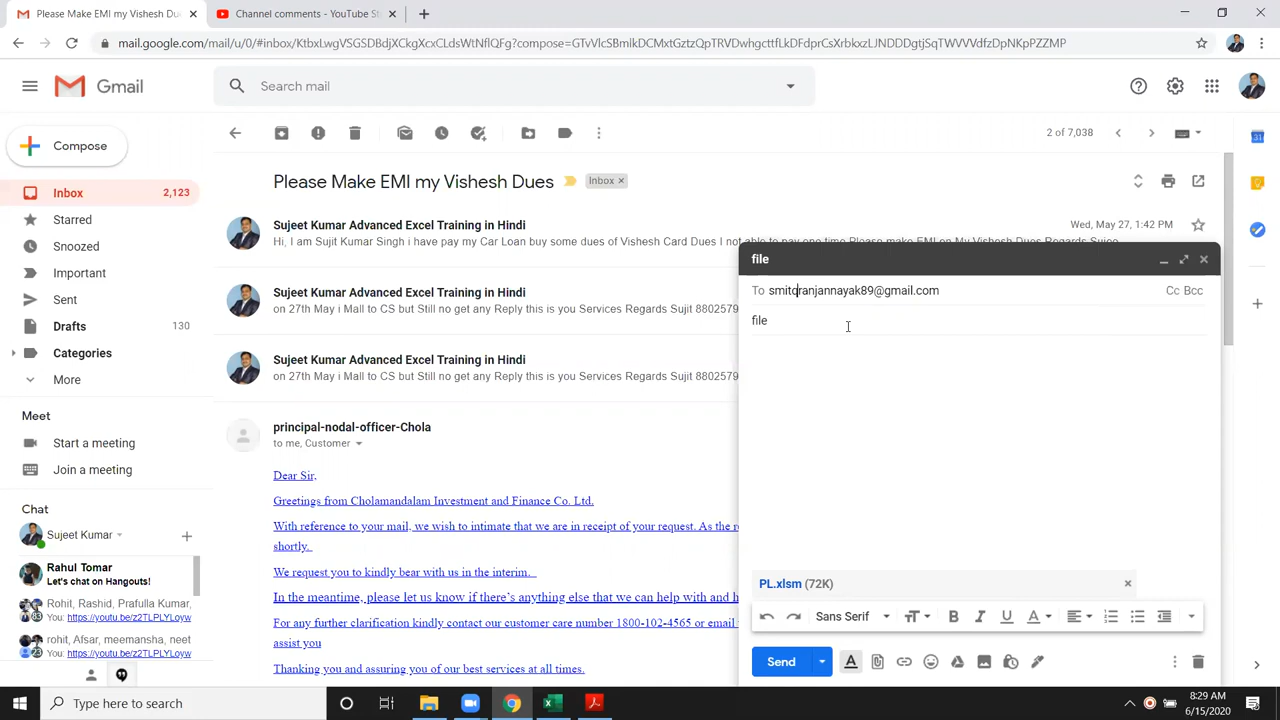 Please Make EMI my Vishesh Dues
Channel comments - YouTube St
mail.google.com/mail/u/0/#inbox/KtbxLwgVSGSDBdjXCkgXcxCLdsWtNflQFg?compose=GTvVlcSBmlkDCMxtGztzQpTRVDwhgcttfLkDFdprCsXrbkxzLJNDDDgtjSqTWVVVdfzDpNKpPZZMP
Gmail
Search mail
Compose
2 of 7,038
Inbox 2,123
Starred
Snoozed
Important
Sent
Drafts 130
Categories
More
Meet
Start a meeting
Join a meeting
Chat
Sujeet Kumar
Rahul Tomar
Let's chat on Hangouts!
Rohit, Rashid, Prafulla Kumar,
83
You: https://youtu.be/z2TLPLYLoyw
rohit, Afsar, meemansha, neet
23
You: https://youtu.be/z2TLPLYLoyw
Please Make EMI my Vishesh Dues Inbox
Sujeet Kumar Advanced Excel Training in Hindi Wed, May 27, 1:42 PM
Hi, I am Sujit Kumar Singh i have pay my Car Loan buy some dues of Vishesh Card Dues I not able to pay one time Please make EMI on My Vishesh Dues Regards Sujee
Sujeet Kumar Advanced Excel Training in Hindi
on 27th May i Mall to CS but Still no get any Reply this is you Services Regards Sujit 8802579
Sujeet Kumar Advanced Excel Training in Hindi
on 27th May i Mall to CS but Still no get any Reply this is you Services Regards Sujit 8802579
principal-nodal-officer-Chola
to me, Customer
Dear Sir,
Greetings from Cholamandalam Investment and Finance Co. Ltd.
With reference to your mail, we wish to intimate that we are in receipt of your request. As the re
shortly.
We request you to kindly bear with us in the interim.
In the meantime, please let us know if there's anything else that we can help with and h
For any further clarification kindly contact our customer care number 1800-102-4565 or email
assist you
Thanking you and assuring of our best services at all times.
file
To smitqranjannayak89@gmail.com Cc Bcc
file
PL.xlsm (72K)
Sans Serif
Send
Type here to search
8:29 AM
6/15/2020